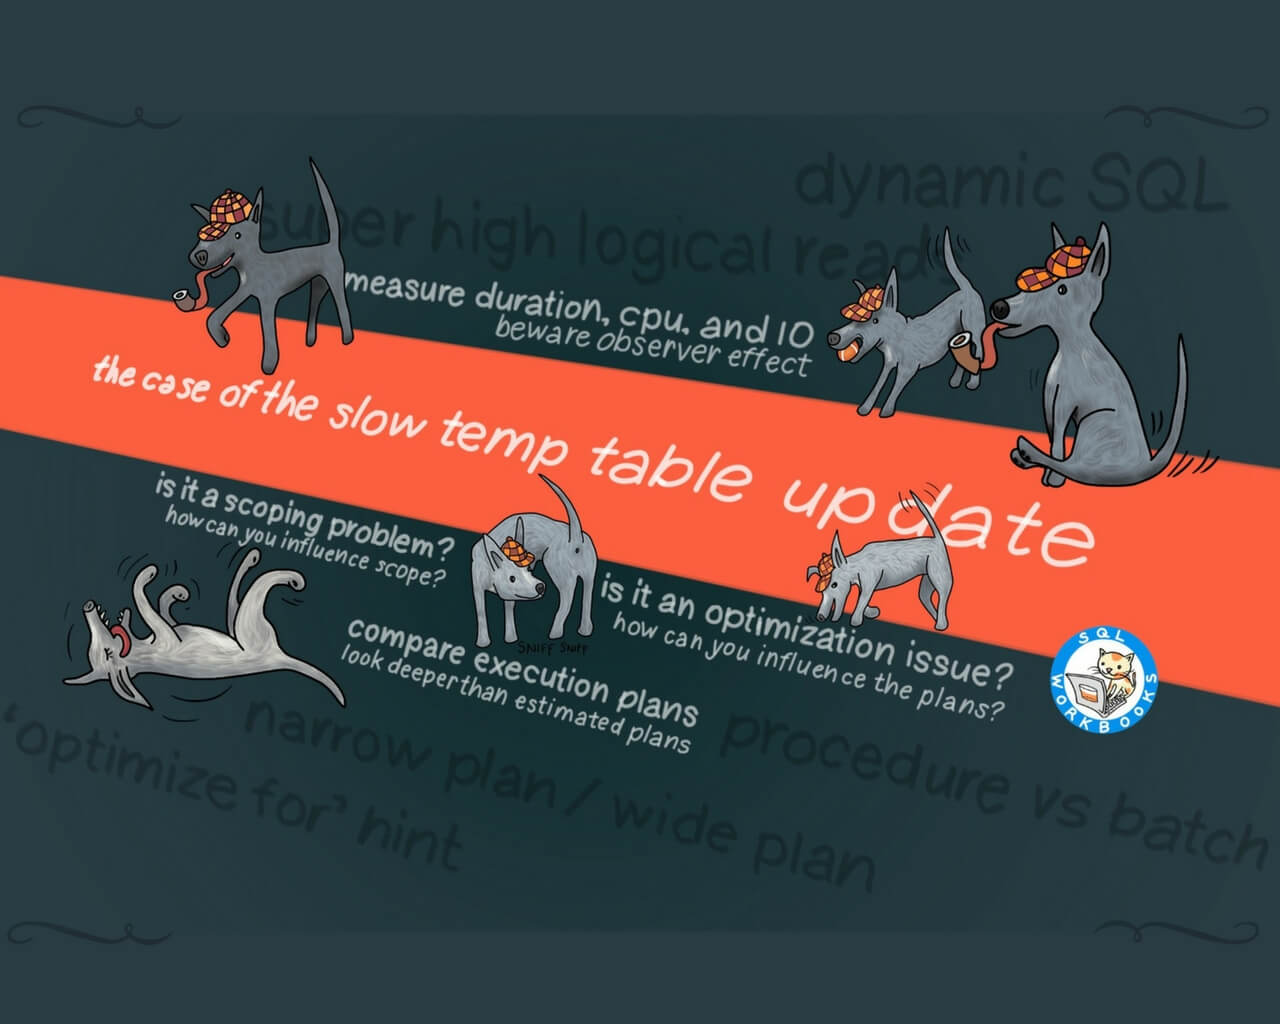 dynamic SQL
super high logical reads
measure duration, cpu, and IO
beware observer effect
the case of the slow temp table update
is it a scoping problem?
how can you influence scope?
SNIFF SNIFF
is it an optimization issue?
how can you influence the plans?
compare execution plans
look deeper than estimated plans
SQL
WORKBOOKS
'optimize for' hint
narrow plan / wide plan
procedure vs batch